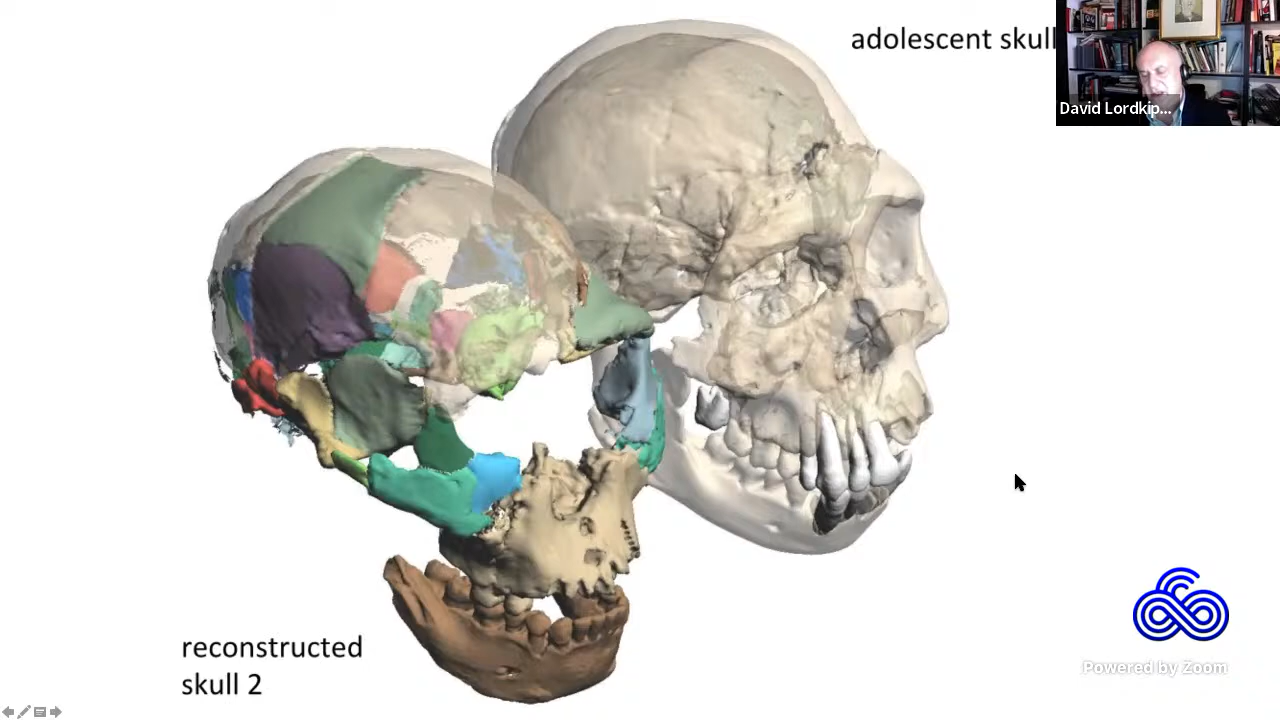 adolescent skull
David Lordkip...
reconstructed
skull 2
Powered by Zoom